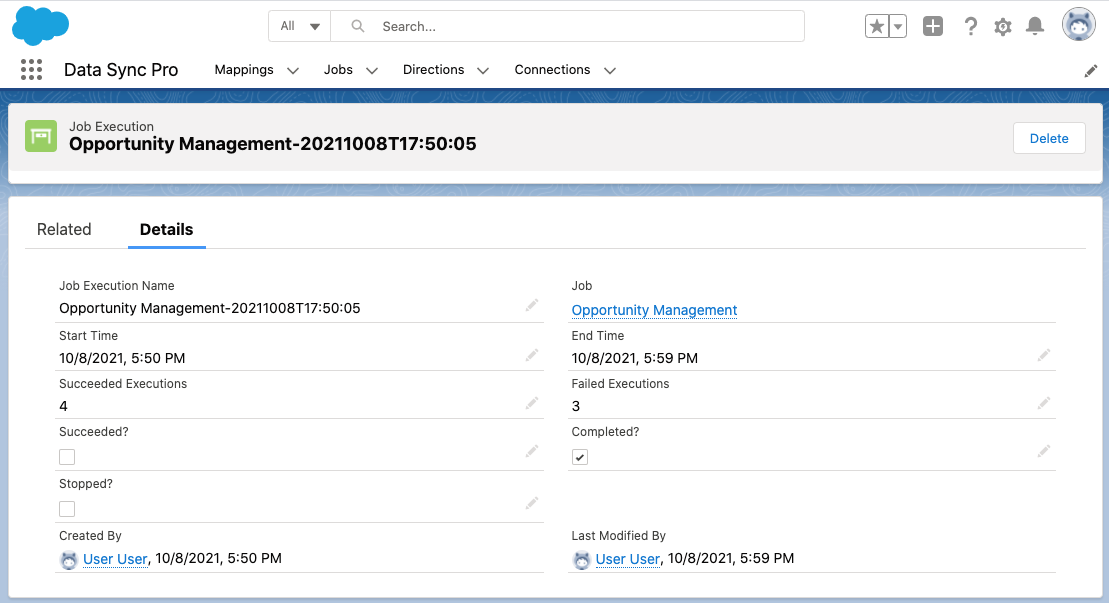 All
Search...
Data Sync Pro
Mappings
Jobs
Directions
Connections
Job Execution
Opportunity Management-20211008T17:50:05
Delete
Related
Details
Job Execution Name
Opportunity Management-20211008T17:50:05
Job
Opportunity Management
Start Time
10/8/2021, 5:50 PM
End Time
10/8/2021, 5:59 PM
Succeeded Executions
4
Failed Executions
3
Succeeded?
Completed?
Stopped?
Created By
User User, 10/8/2021, 5:50 PM
Last Modified By
User User, 10/8/2021, 5:59 PM